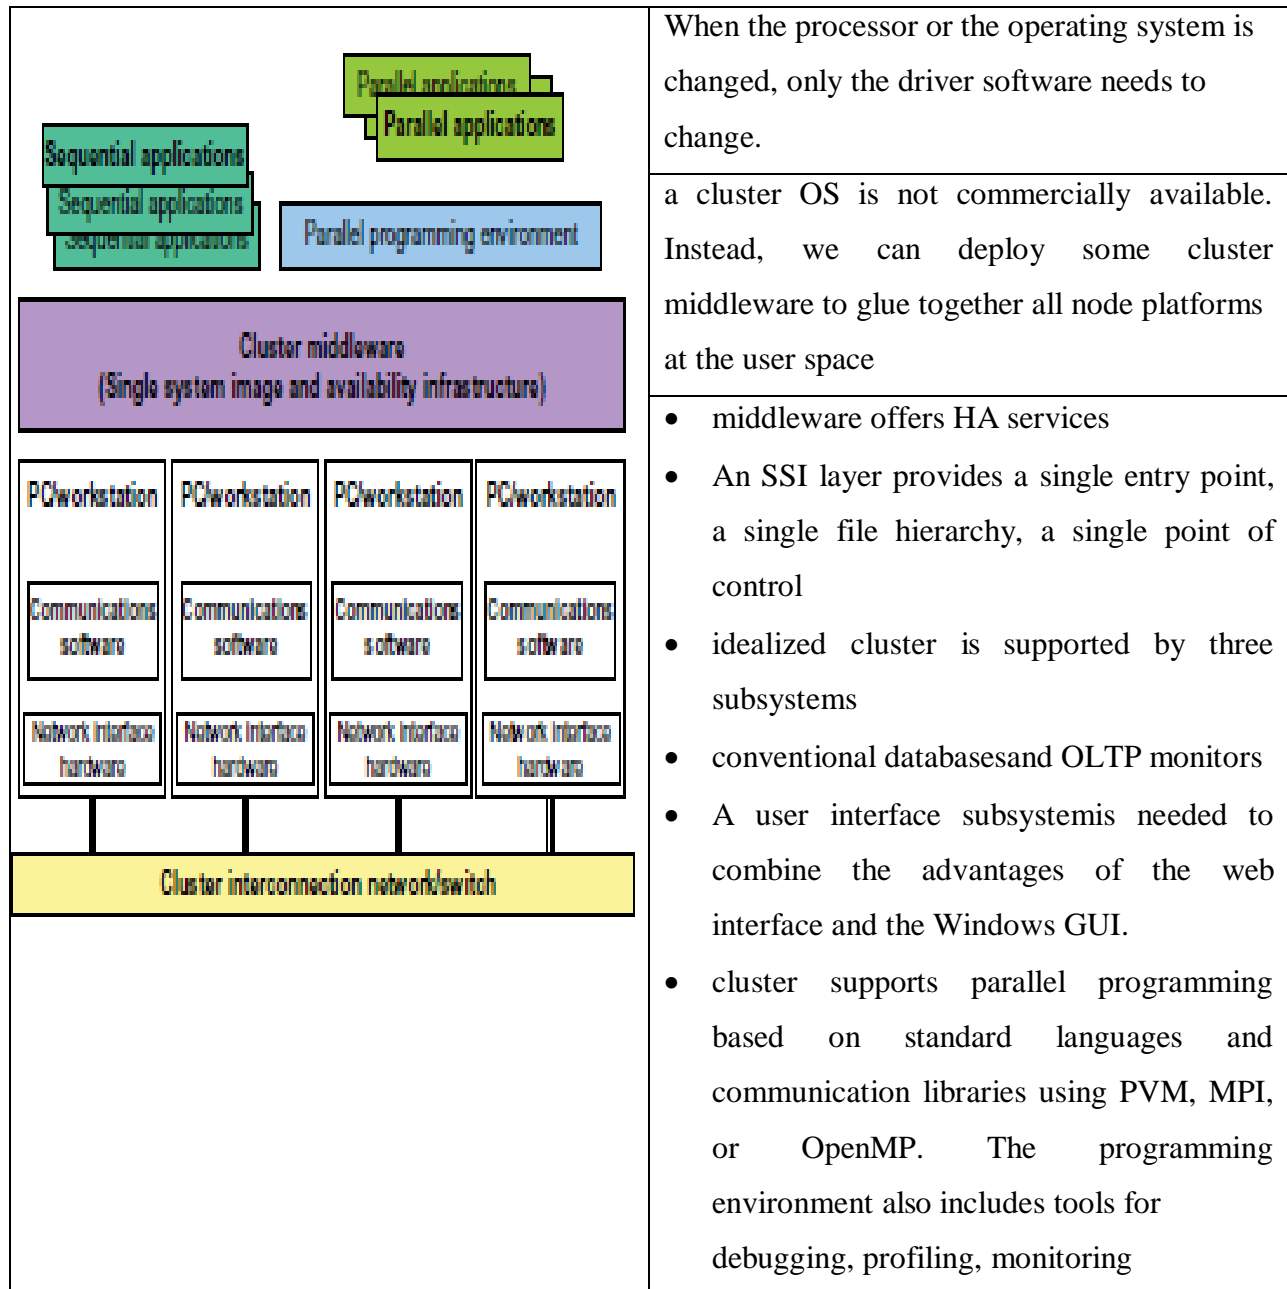 Parallel applications
Parallel applications
Sequential applications
Sequential applications
Sequential applications
Parallel programming environment
Cluster middleware
(Single system image and availability infrastructure)
PC/workstation
Communications
software
Network Interface
hardware
PC/workstation
Communications
software
Network Interface
hardware
PC/workstation
Communications
software
Network Interface
hardware
PC/workstation
Communications
software
Network Interface
hardware
Cluster interconnection network/switch
When the processor or the operating system is
changed, only the driver software needs to
change.
a cluster OS is not commercially available.
Instead, we can deploy some cluster
middleware to glue together all node platforms
at the user space
• middleware offers HA services
• An SSI layer provides a single entry point,
a single file hierarchy, a single point of
control
• idealized cluster is supported by three
subsystems
• conventional databasesand OLTP monitors
• A user interface subsystemis needed to
combine the advantages of the web
interface and the Windows GUI.
• cluster supports parallel programming
based on standard languages and
communication libraries using PVM, MPI,
or OpenMP. The programming
environment also includes tools for
debugging, profiling, monitoring